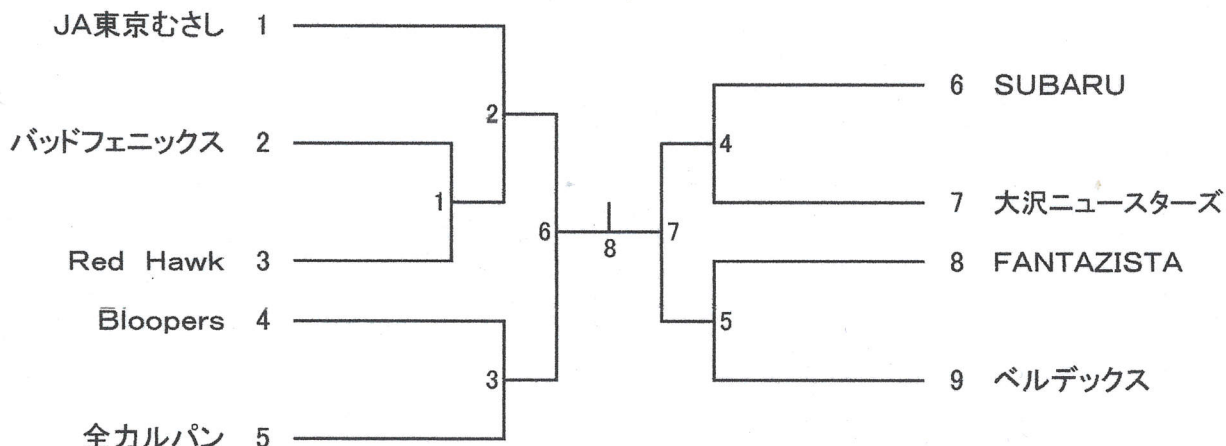 JA東京むさし 1
バッドフェニックス 2
Red Hawk 3
Bloopers 4
全カルパン 5
2
1
6
3
8
7
4
5
6 SUBARU
7 大沢ニュースターズ
8 FANTAZISTA
9 ベルデックス